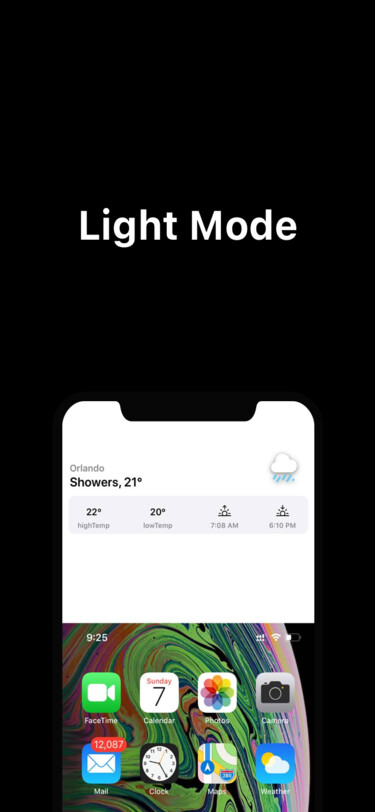 Light Mode
Orlando
Showers, 21°
22° 20°
highTemp lowTemp 7:08 AM 6:10 PM
9:25
Sunday
7
FaceTime Calendar Photos Camera
12,087
280
Mail Clock Maps Weather